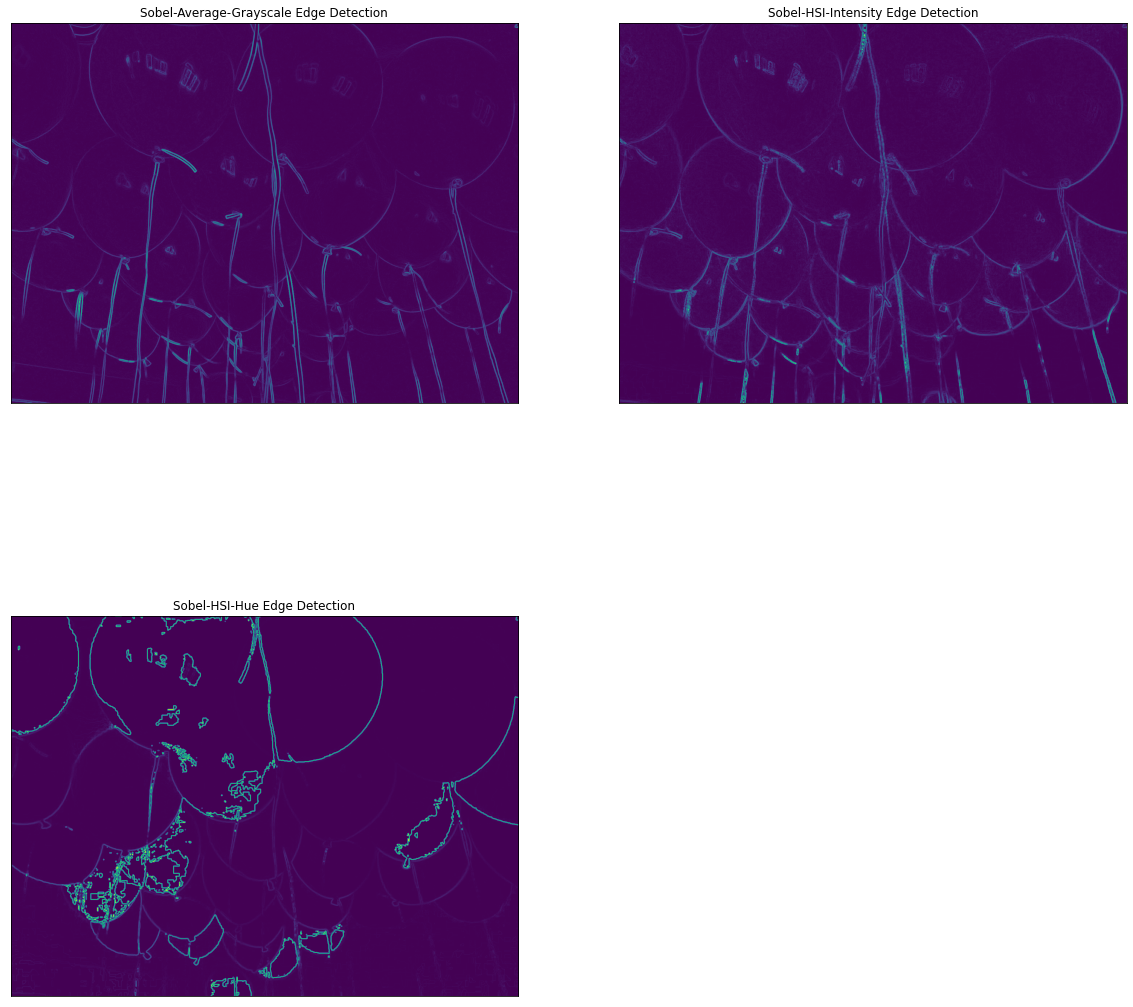 Sobel-Average-Grayscale Edge Detection
Sobel-HSI-Intensity Edge Detection
Sobel-HSI-Hue Edge Detection